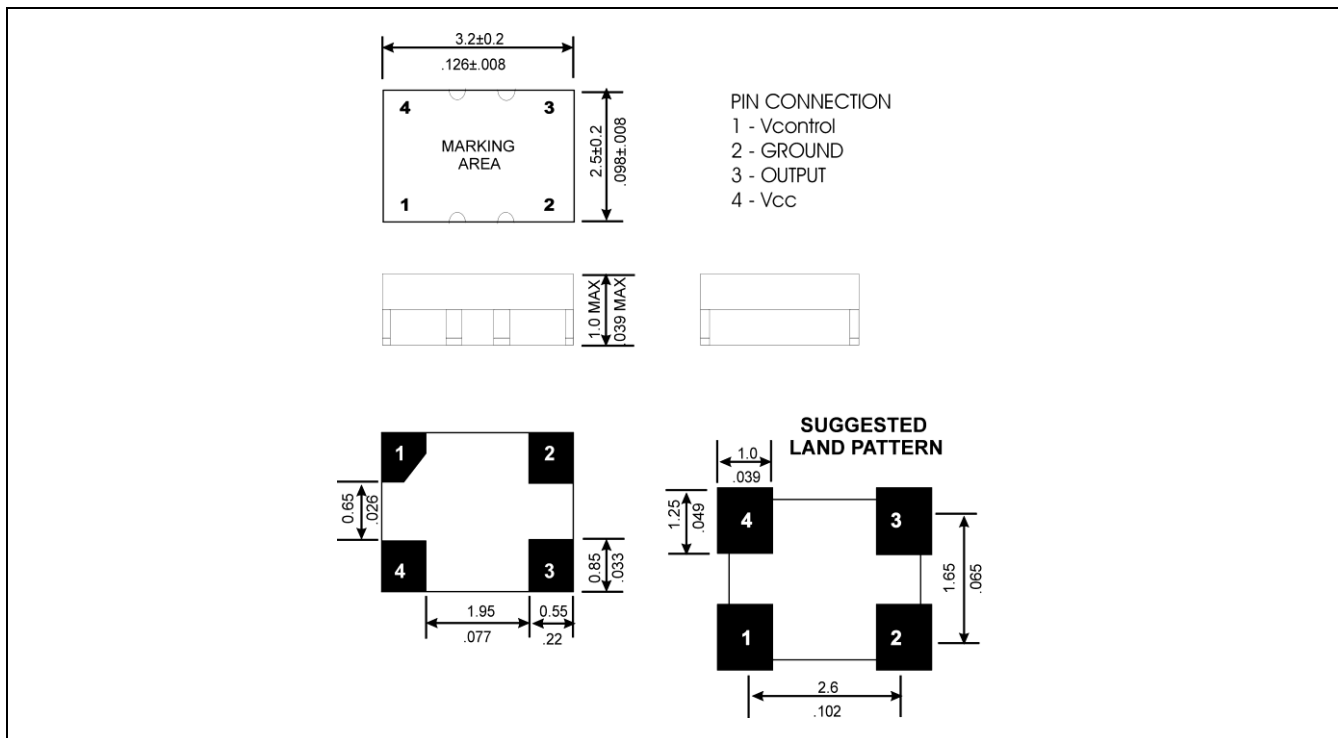 3.2±0.2
.126±.008
4
3
MARKING
AREA
1
2
2.5±0.2
.098±.008
PIN CONNECTION
1 - Vcontrol
2 - GROUND
3 - OUTPUT
4 - Vcc
1.0 MAX
.039 MAX
1
2
4
3
0.65
.026
0.85
.033
1.95
.077
0.55
.22
SUGGESTED
LAND PATTERN
1.0
.039
1.25
.049
4
3
1
2
1.65
.065
2.6
.102